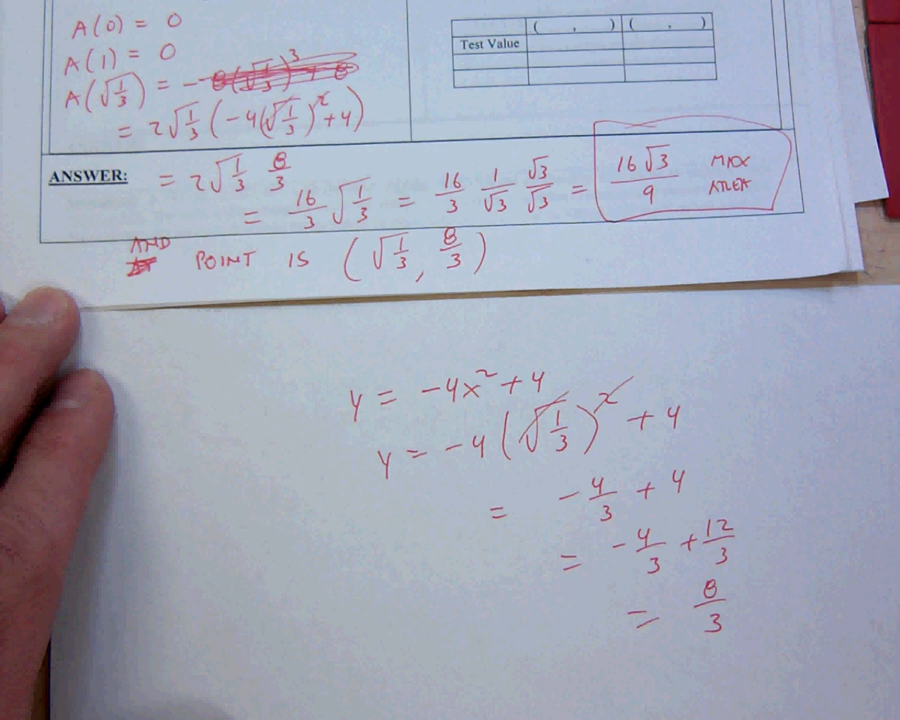 A(0) = 0
A(1) = 0
A(√1/3) = -
= 2√1/3 (-4(√1/3)² + 4)
( , ) ( , )
Test Value
ANSWER: = 2√1/3 8/3
= 16/3 √1/3 = 16/3 1/√3 √3/√3 = 16√3/9 MAX AREA
AND POINT IS (√1/3, 8/3)
y = -4x² + 4
y = -4(√1/3)² + 4
= -4/3 + 4
= -4/3 + 12/3
= 8/3